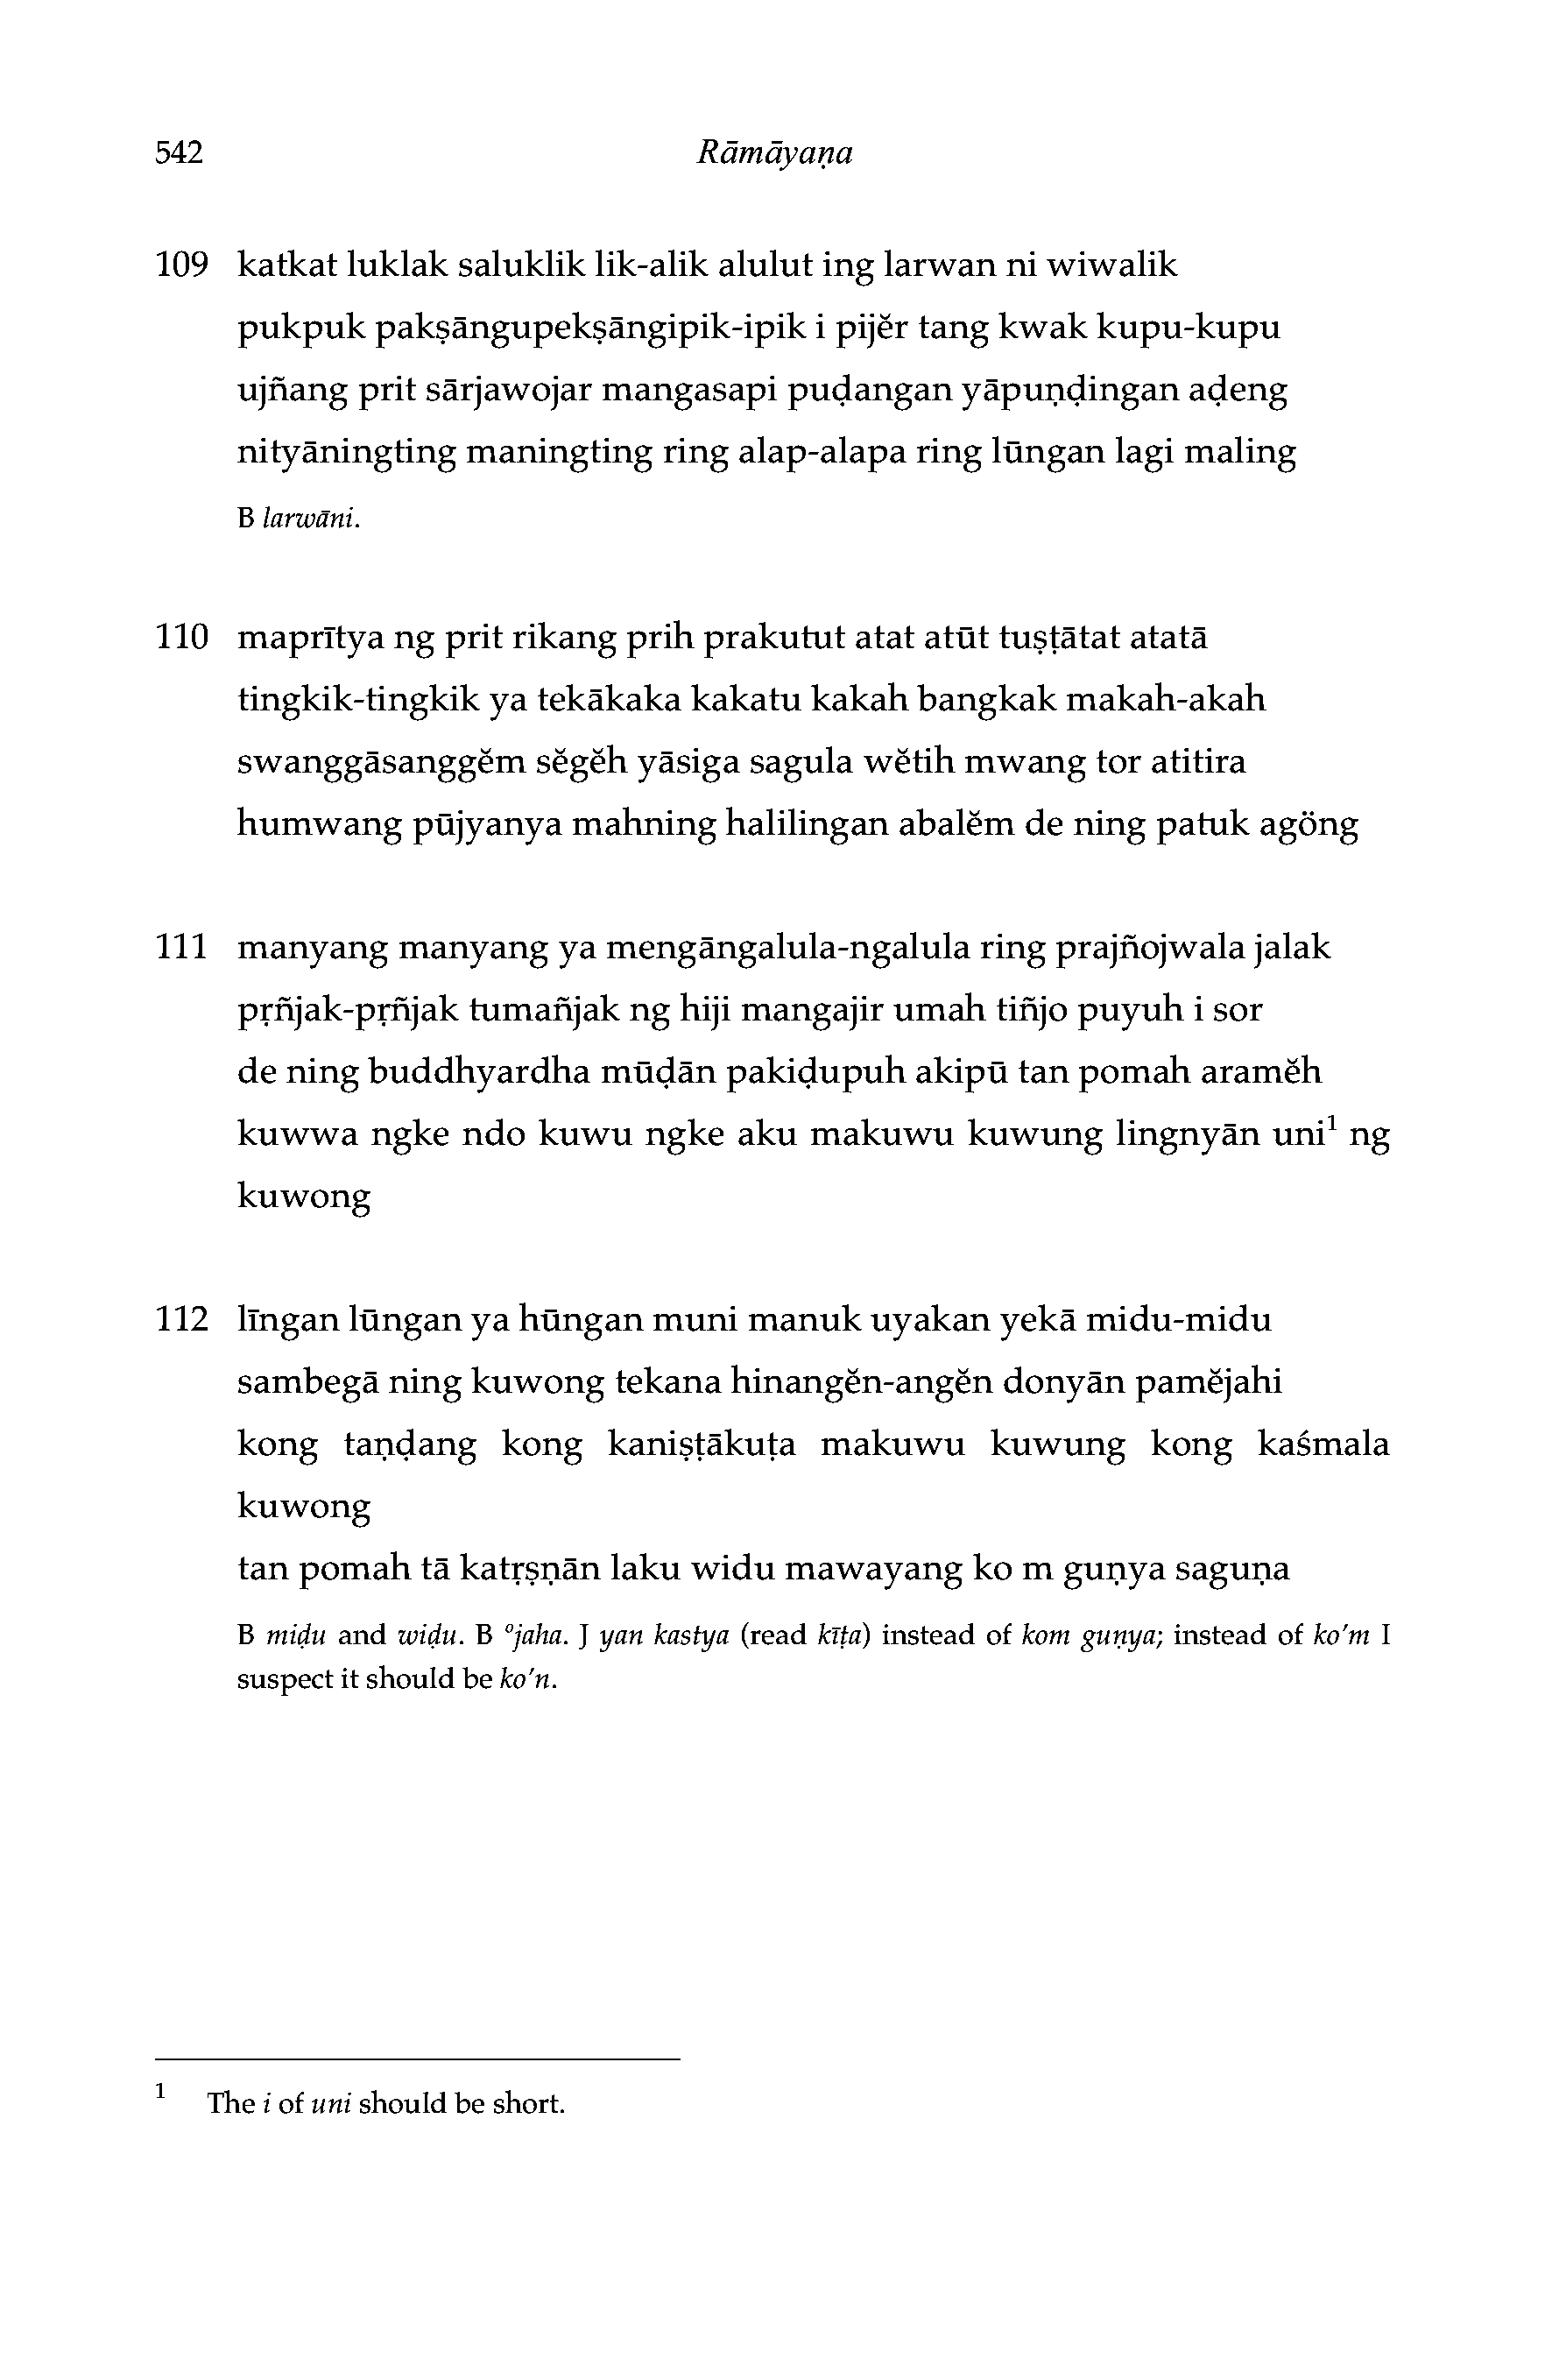 542 Rāmāyaṇa
109 katkat luklak saluklik lik-alik alulut ing larwan ni wiwalik
pukpuk pakṣāngupekṣāngipik-ipik i pijĕr tang kwak kupu-kupu
ujñang prit sārjawojar mangasapi puḍangan yāpuṇḍingan aḍeng
nityāningting maningting ring alap-alapa ring lūngan lagi maling
B larwāni.
110 maprītya ng prit rikang prih prakutut atat atūt tuṣṭātat atatā
tingkik-tingkik ya tekākaka kakatu kakah bangkak makah-akah
swanggāsanggĕm sĕgĕh yāsiga sagula wĕtih mwang tor atitira
humwang pūjyanya mahning halilingan abalĕm de ning patuk agöng
111 manyang manyang ya mengāngalula-ngalula ring prajñojwala jalak
pṛñjak-pṛñjak tumañjak ng hiji mangajir umah tiñjo puyuh i sor
de ning buddhyardha mūḍān pakiḍupuh akipū tan pomah aramĕh
kuwwa ngke ndo kuwu ngke aku makuwu kuwung lingnyān uni¹ ng
kuwong
112 līngan lūngan ya hūngan muni manuk uyakan yekā midu-midu
sambegā ning kuwong tekana hinangĕn-angĕn donyān pamĕjahi
kong taṇḍang kong kaniṣṭākuṭa makuwu kuwung kong kaśmala
kuwong
tan pomah tā katṛṣṇān laku widu mawayang ko m guṇya saguṇa
B miḍu and wiḍu. B °jaha. J yan kastya (read kīṭa) instead of kom guṇya; instead of ko'm I
suspect it should be ko'n.
¹ The i of uni should be short.